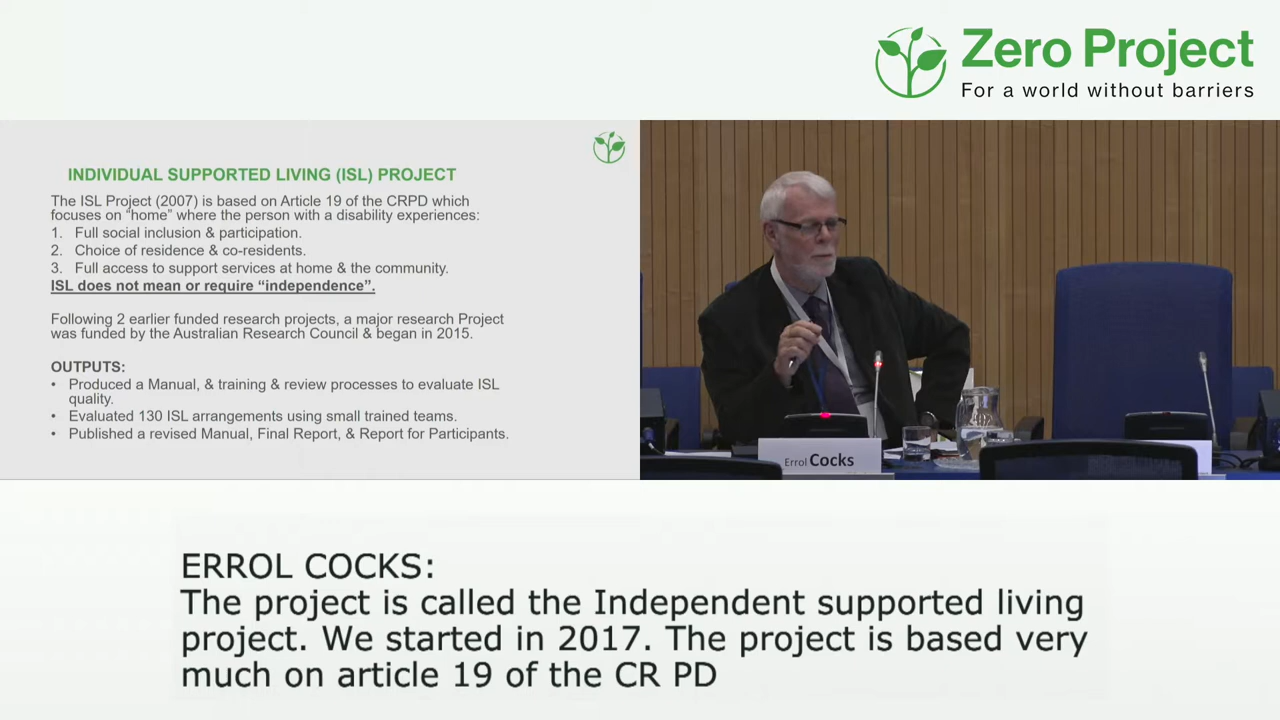 Zero Project
For a world without barriers
INDIVIDUAL SUPPORTED LIVING (ISL) PROJECT
The ISL Project (2007) is based on Article 19 of the CRPD which
focuses on "home" where the person with a disability experiences:
1. Full social inclusion & participation.
2. Choice of residence & co-residents.
3. Full access to support services at home & the community.
ISL does not mean or require "independence".
Following 2 earlier funded research projects, a major research Project
was funded by the Australian Research Council & began in 2015.
OUTPUTS:
• Produced a Manual, & training & review processes to evaluate ISL
quality.
• Evaluated 130 ISL arrangements using small trained teams.
• Published a revised Manual, Final Report, & Report for Participants.
Errol Cocks
ERROL COCKS:
The project is called the Independent supported living
project. We started in 2017. The project is based very
much on article 19 of the CR PD